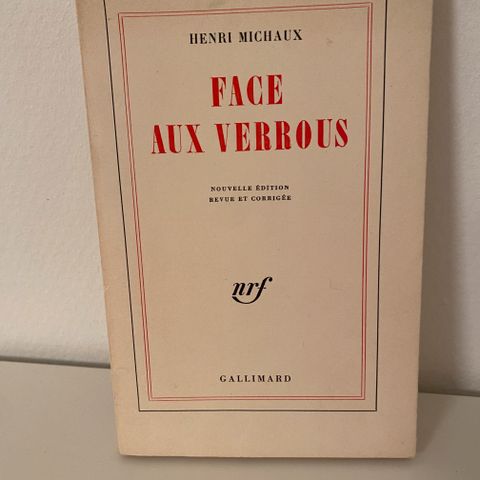 HENRI MICHAUX
FACE
AUX VERROUS
NOUVELLE ÉDITION
REVUE ET CORRIGÉE
nrf
GALLIMARD